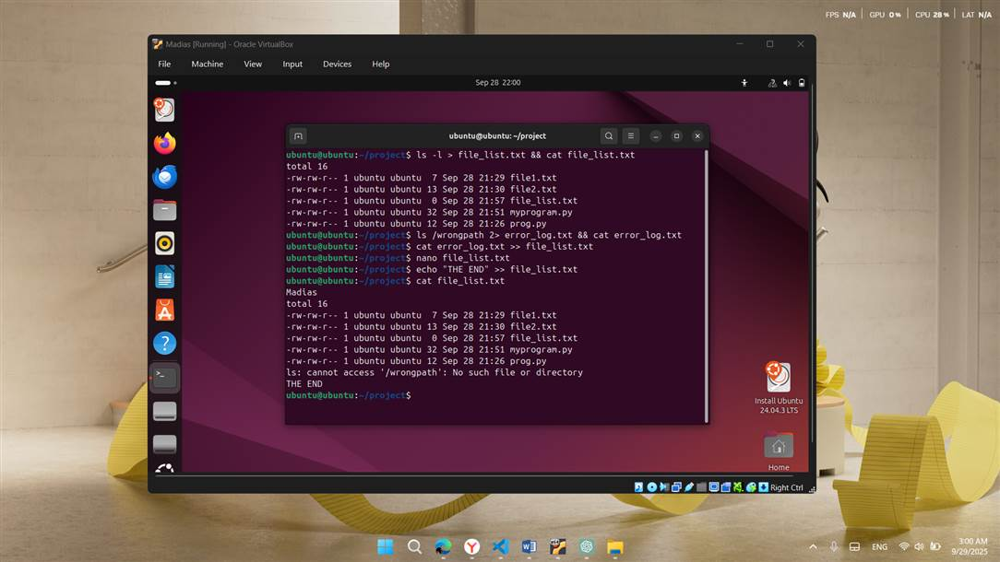 FPS N/A GPU 0% CPU 28% LAT N/A
Madias [Running] - Oracle VirtualBox
File Machine View Input Devices Help
Sep 28 22:00
ubuntu@ubuntu: ~/project
ubuntu@ubuntu:~/project$ ls -l > file_list.txt && cat file_list.txt
total 16
-rw-rw-r-- 1 ubuntu ubuntu  7 Sep 28 21:29 file1.txt
-rw-rw-r-- 1 ubuntu ubuntu 13 Sep 28 21:30 file2.txt
-rw-rw-r-- 1 ubuntu ubuntu  0 Sep 28 21:57 file_list.txt
-rw-rw-r-- 1 ubuntu ubuntu 32 Sep 28 21:51 myprogram.py
-rw-rw-r-- 1 ubuntu ubuntu 12 Sep 28 21:26 prog.py
ubuntu@ubuntu:~/project$ ls /wrongpath 2> error_log.txt && cat error_log.txt
ubuntu@ubuntu:~/project$ cat error_log.txt >> file_list.txt
ubuntu@ubuntu:~/project$ nano file_list.txt
ubuntu@ubuntu:~/project$ echo "THE END" >> file_list.txt
ubuntu@ubuntu:~/project$ cat file_list.txt
Madias
total 16
-rw-rw-r-- 1 ubuntu ubuntu  7 Sep 28 21:29 file1.txt
-rw-rw-r-- 1 ubuntu ubuntu 13 Sep 28 21:30 file2.txt
-rw-rw-r-- 1 ubuntu ubuntu  0 Sep 28 21:57 file_list.txt
-rw-rw-r-- 1 ubuntu ubuntu 32 Sep 28 21:51 myprogram.py
-rw-rw-r-- 1 ubuntu ubuntu 12 Sep 28 21:26 prog.py
ls: cannot access '/wrongpath': No such file or directory
THE END
ubuntu@ubuntu:~/project$
Install Ubuntu
24.04.3 LTS
Home
Right Ctrl
ENG
3:00 AM
9/29/2025